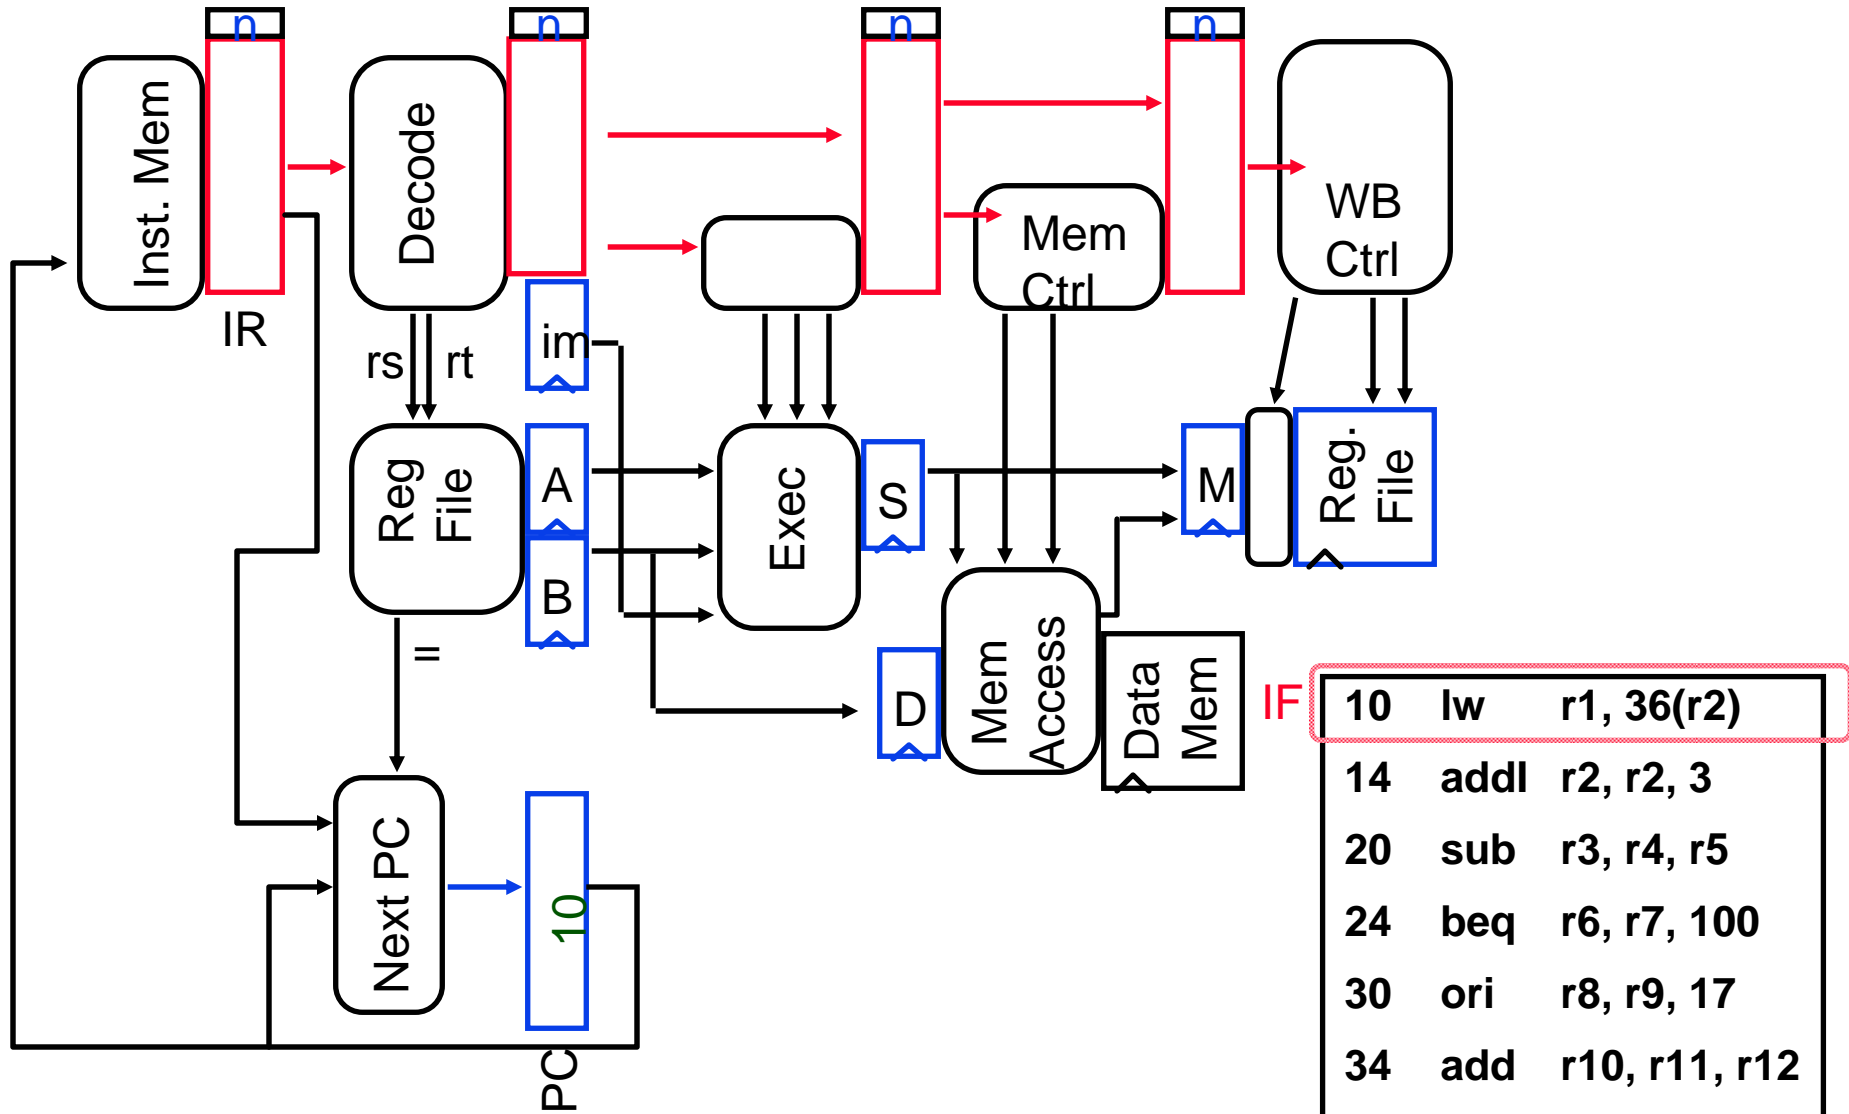 n
n
n
n
Inst. Mem
Decode
Mem
Ctrl
WB
Ctrl
IR
rs
rt
im
Reg
File
A
B
Exec
S
M
Reg.
File
=
D
Mem
Access
Data
Mem
Next PC
10
PC
IF
10 lw r1, 36(r2)
14 addI r2, r2, 3
20 sub r3, r4, r5
24 beq r6, r7, 100
30 ori r8, r9, 17
34 add r10, r11, r12